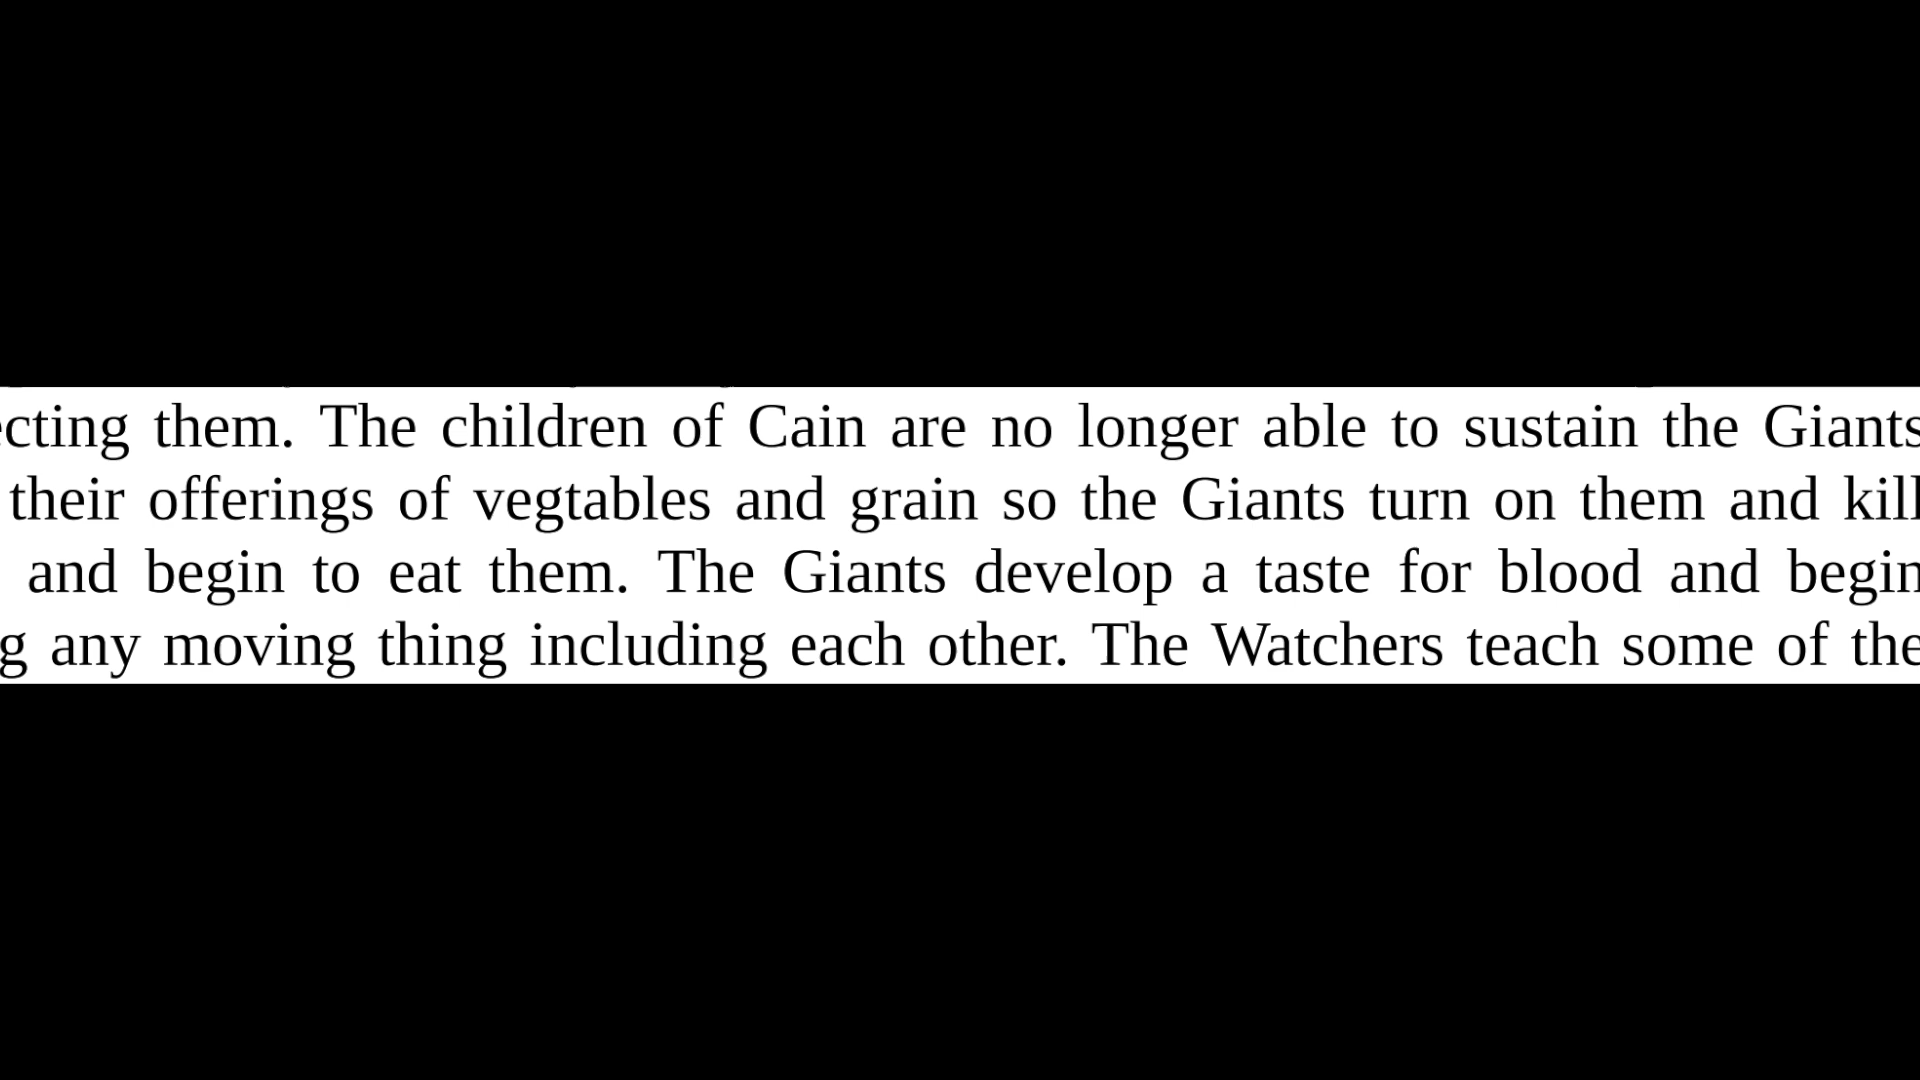 ecting them. The children of Cain are no longer able to sustain the Giants
their offerings of vegtables and grain so the Giants turn on them and kill
and begin to eat them. The Giants develop a taste for blood and begin
g any moving thing including each other. The Watchers teach some of the